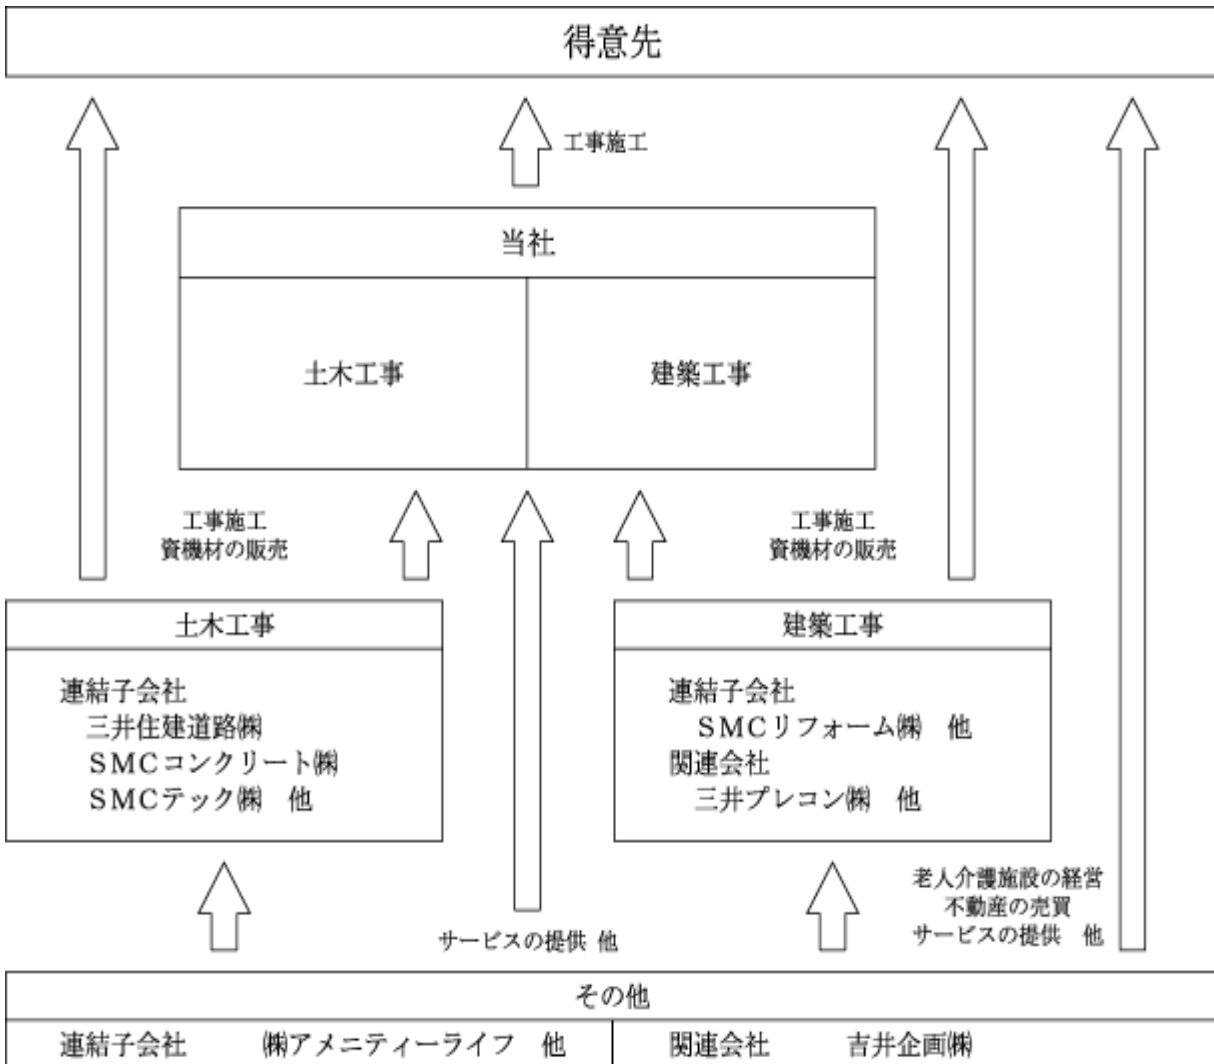 得意先
工事施工
当社
土木工事
建築工事
工事施工
資機材の販売
工事施工
資機材の販売
土木工事
連結子会社
三井住建道路㈱
ＳＭＣコンクリート㈱
ＳＭＣテック㈱　他
建築工事
連結子会社
ＳＭＣリフォーム㈱　他
関連会社
三井プレコン㈱　他
サービスの提供 他
老人介護施設の経営
不動産の売買
サービスの提供　他
その他
連結子会社　　　㈱アメニティーライフ　他
関連会社　　　吉井企画㈱